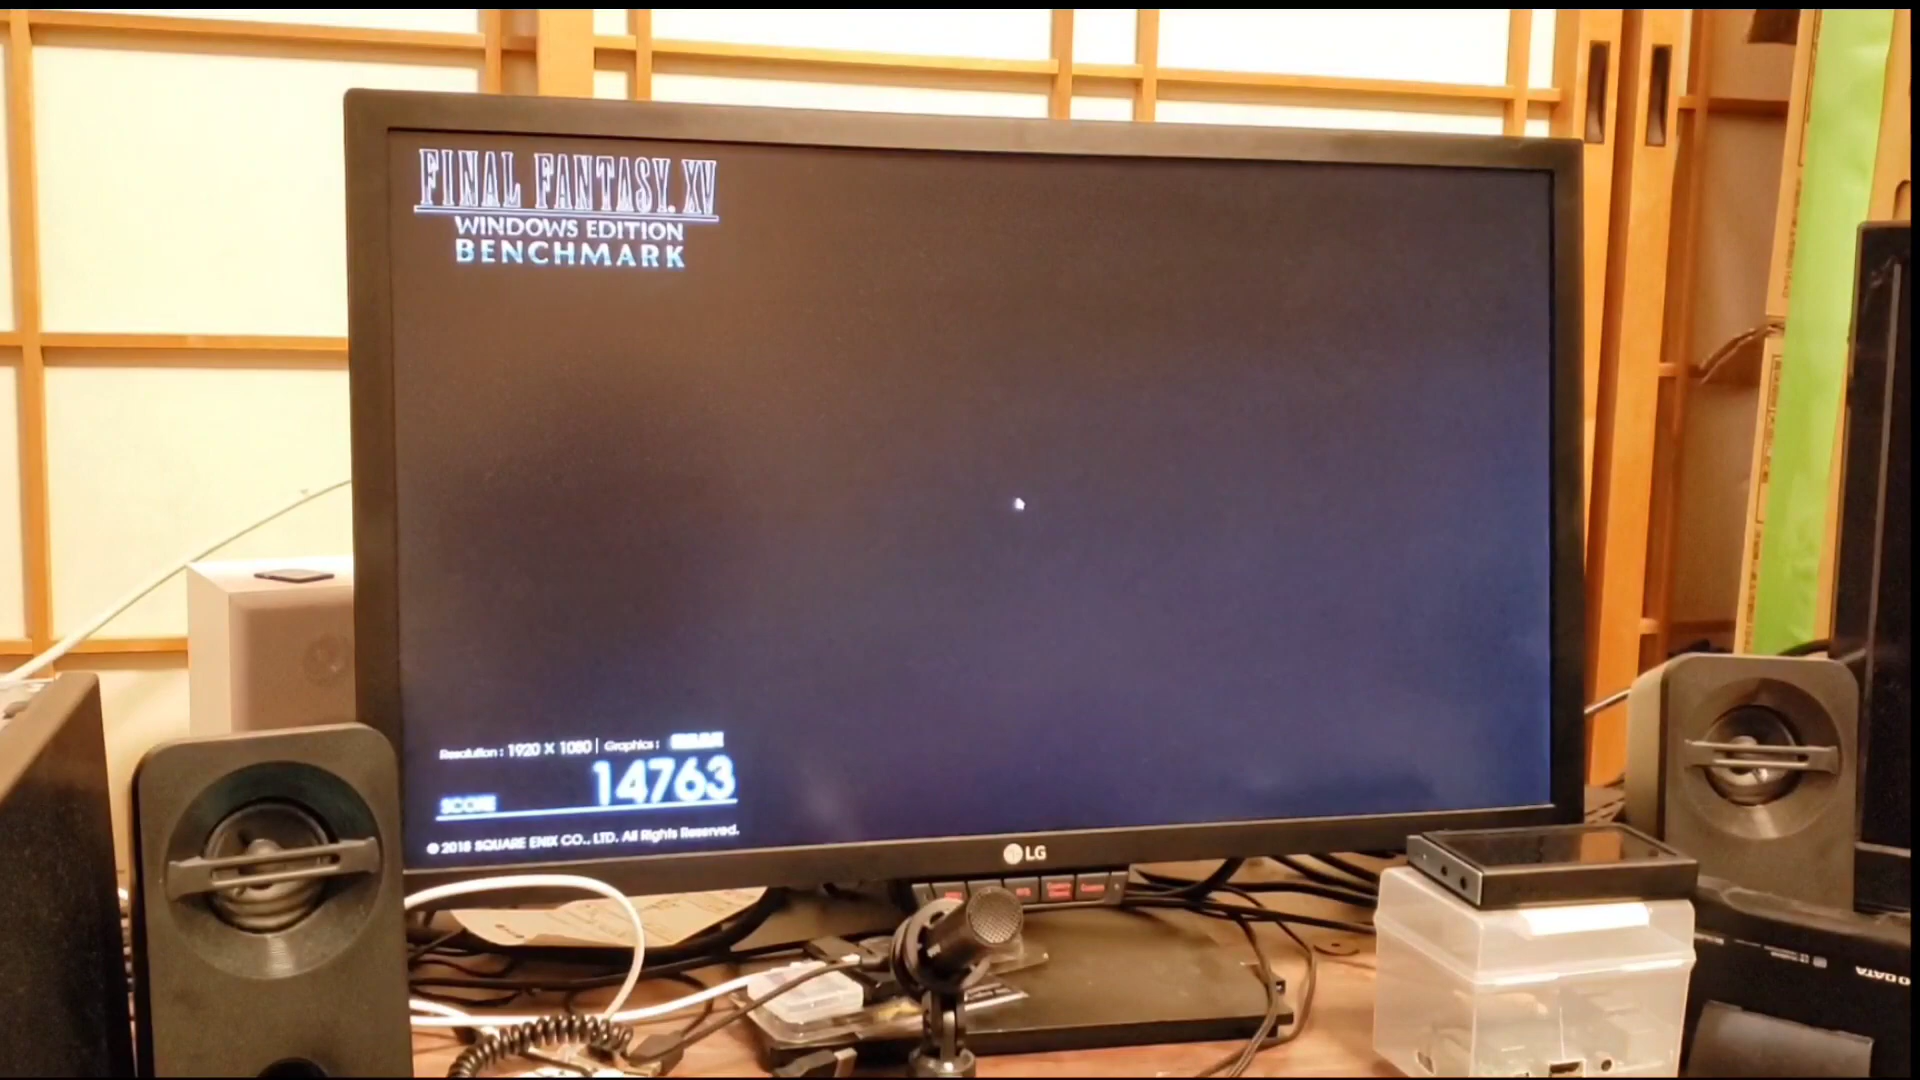 FINAL FANTASY XV
WINDOWS EDITION
BENCHMARK
Resolution : 1920 X 1080 | Graphics :
14763
SCORE
© 2018 SQUARE ENIX CO., LTD. All Rights Reserved.
LG